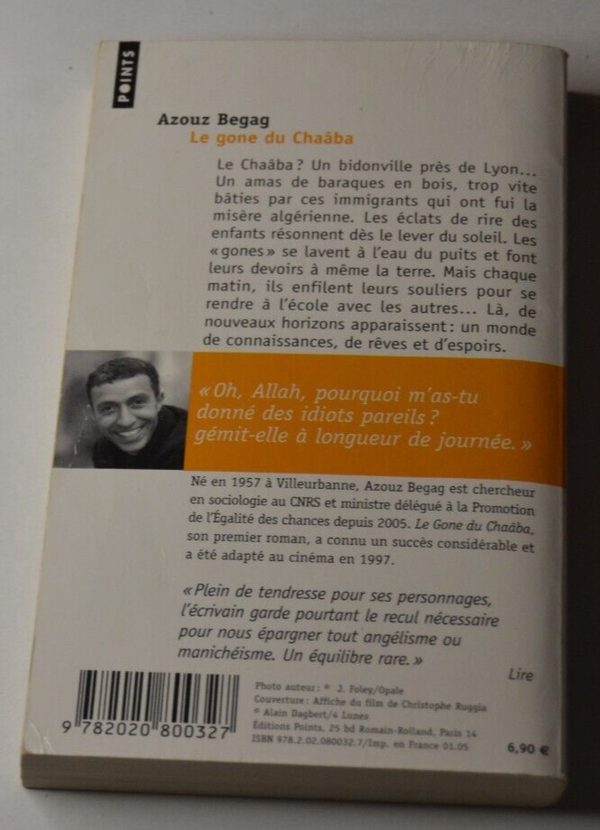 POINTS
Azouz Begag
Le gone du Chaâba
Le Chaâba? Un bidonville près de Lyon...
Un amas de baraques en bois, trop vite
bâties par ces immigrants qui ont fui la
misère algérienne. Les éclats de rire des
enfants résonnent dès le lever du soleil. Les
«gones» se lavent à l'eau du puits et font
leurs devoirs à même la terre. Mais chaque
matin, ils enfilent leurs souliers pour se
rendre à l'école avec les autres... Là, de
nouveaux horizons apparaissent: un monde
de connaissances, de rêves et d'espoirs.
«Oh, Allah, pourquoi m'as-tu
donné des idiots pareils?
gémit-elle à longueur de journée.»
Né en 1957 à Villeurbanne, Azouz Begag est chercheur
en sociologie au CNRS et ministre délégué à la Promotion
de l'Égalité des chances depuis 2005. Le Gone du Chaâba,
son premier roman, a connu un succès considérable et
a été adapté au cinéma en 1997.
«Plein de tendresse pour ses personnages,
l'écrivain garde pourtant le recul nécessaire
pour nous épargner tout angélisme ou
manichéisme. Un équilibre rare.»
Lire
Photo auteur: © J. Foley/Opale
Couverture: Affiche du film de Christophe Ruggia
© Alain Dagbert/4 Lunes
Éditions Points, 25 bd Romain-Rolland, Paris 14
ISBN 978.2.02.080032.7/Imp. en France 03.05
6,90 €
9 782020 800327